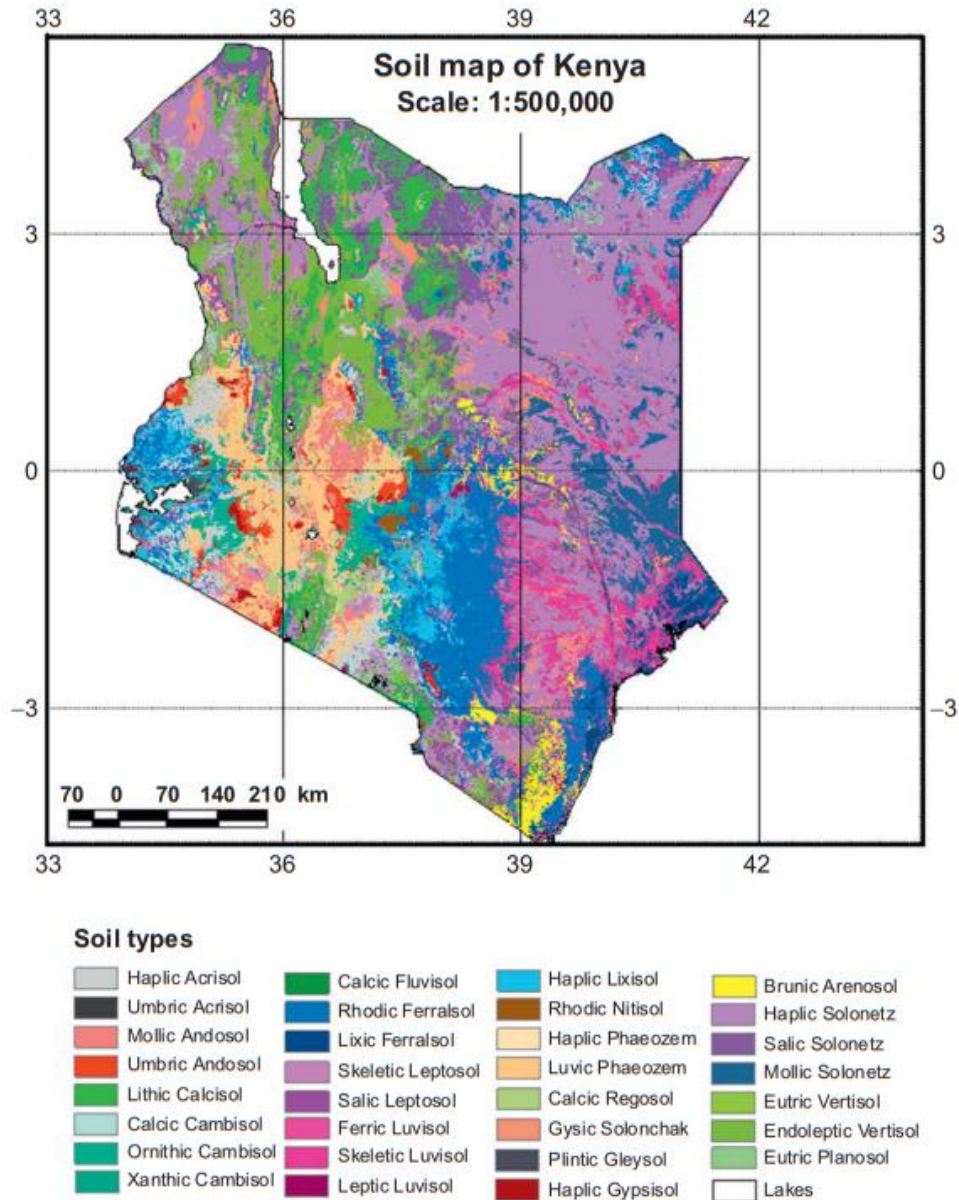 33 36 39 42
Soil map of Kenya
Scale: 1:500,000
3 3
0 0
–3 –3
70 0 70 140 210 km
33 36 39 42
Soil types
Haplic Acrisol
Umbric Acrisol
Mollic Andosol
Umbric Andosol
Lithic Calcisol
Calcic Cambisol
Ornithic Cambisol
Xanthic Cambisol
Calcic Fluvisol
Rhodic Ferralsol
Lixic Ferralsol
Skeletic Leptosol
Salic Leptosol
Ferric Luvisol
Skeletic Luvisol
Leptic Luvisol
Haplic Lixisol
Rhodic Nitisol
Haplic Phaeozem
Luvic Phaeozem
Calcic Regosol
Gysic Solonchak
Plintic Gleysol
Haplic Gypsisol
Brunic Arenosol
Haplic Solonetz
Salic Solonetz
Mollic Solonetz
Eutric Vertisol
Endoleptic Vertisol
Eutric Planosol
Lakes